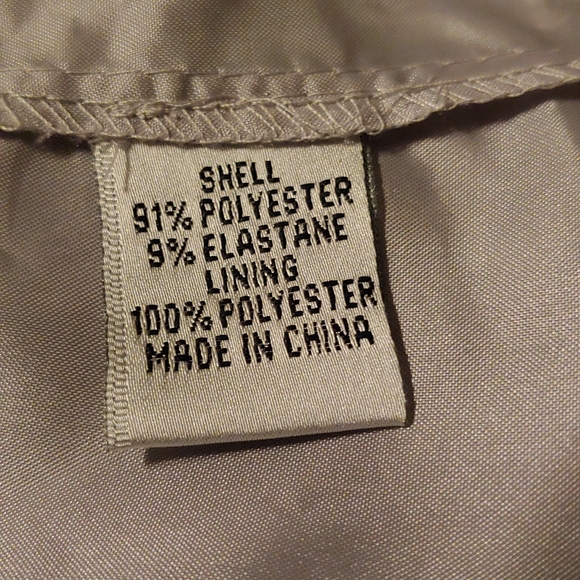 SHELL
91% POLYESTER
9% ELASTANE
LINING
100% POLYESTER
MADE IN CHINA